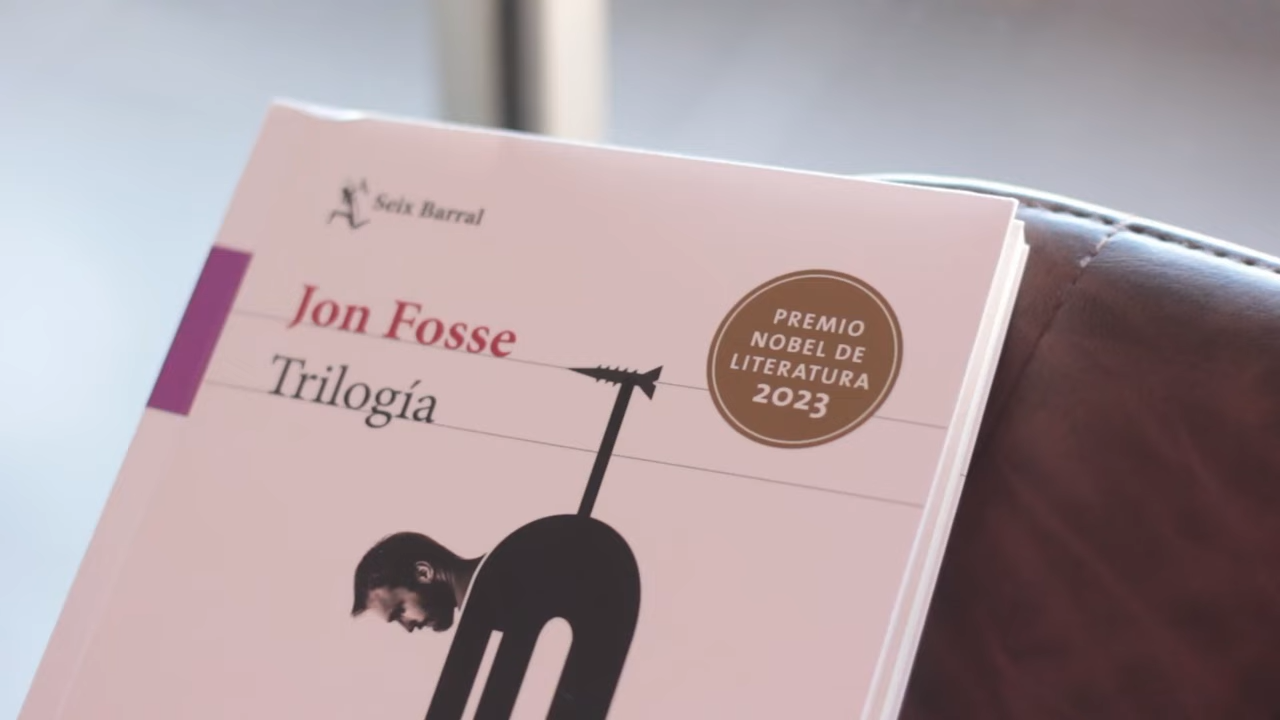 Seix Barral
Jon Fosse
Trilogía
PREMIO
NOBEL DE
LITERATURA
2023